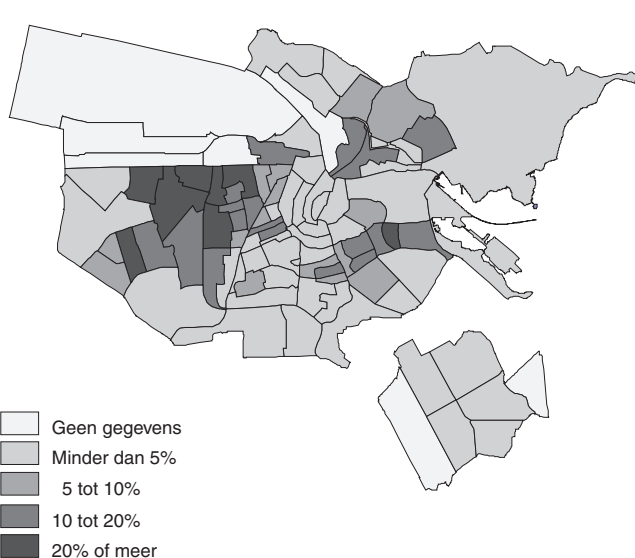 Geen gegevens
Minder dan 5%
5 tot 10%
10 tot 20%
20% of meer